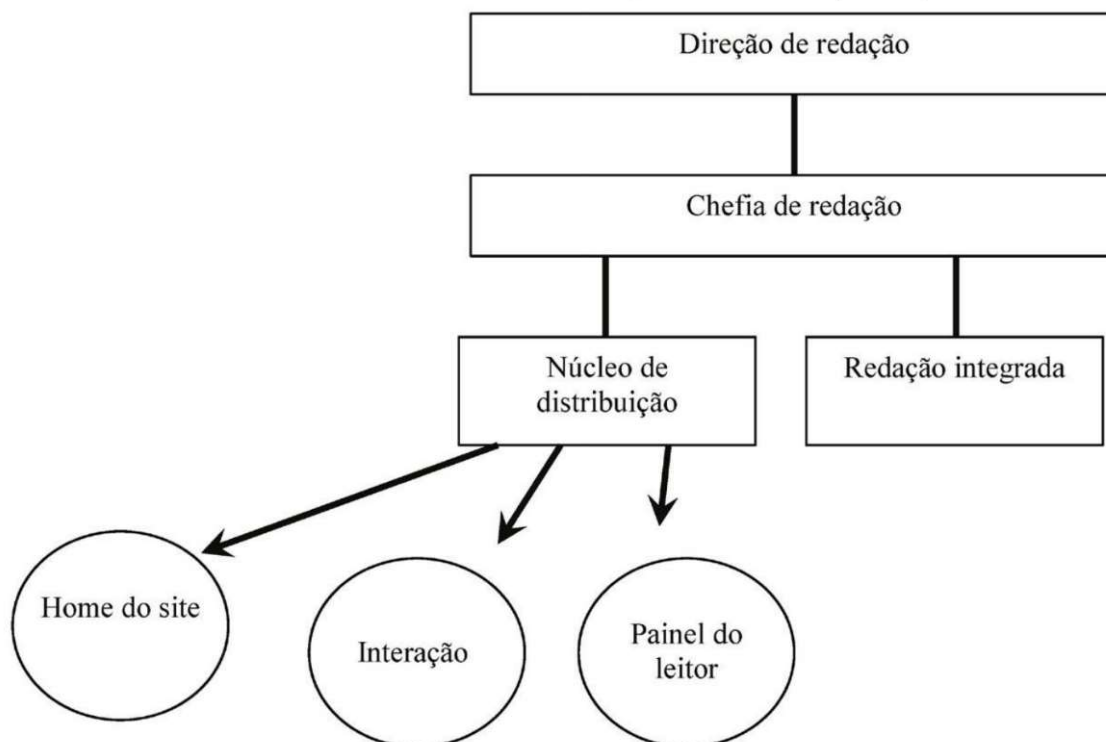 Direção de redação
Chefia de redação
Núcleo de
distribuição
Redação integrada
Home do site
Interação
Painel do
leitor